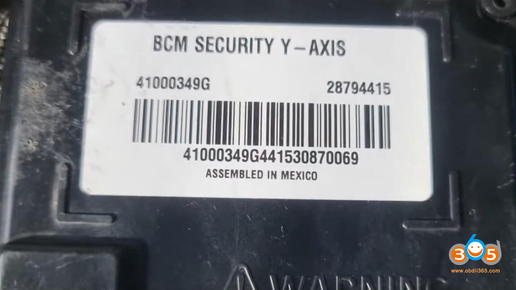 BCM SECURITY Y-AXIS
41000349G 28794415
41000349G441530870069
ASSEMBLED IN MEXICO
WARNING
365
www.obdii365.com